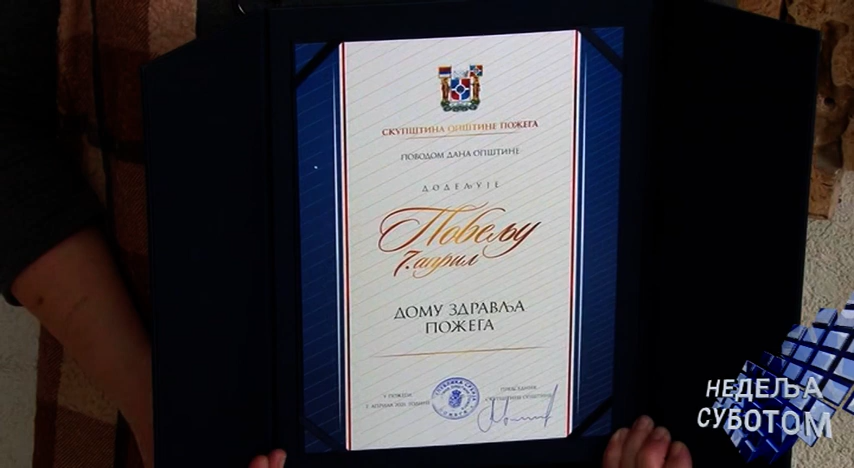 СКУПШТИНА ОПШТИНЕ ПОЖЕГА
ПОВОДОМ ДАНА ОПШТИНЕ
ДОДЕЉУЈЕ
Повељу
7. април
ДОМУ ЗДРАВЉА
ПОЖЕГА
У ПОЖЕГИ
ПРЕДСЕДНИК
СКУПШТИНЕ ОПШТИНЕ
НЕДЕЉА
СУБОТОМ